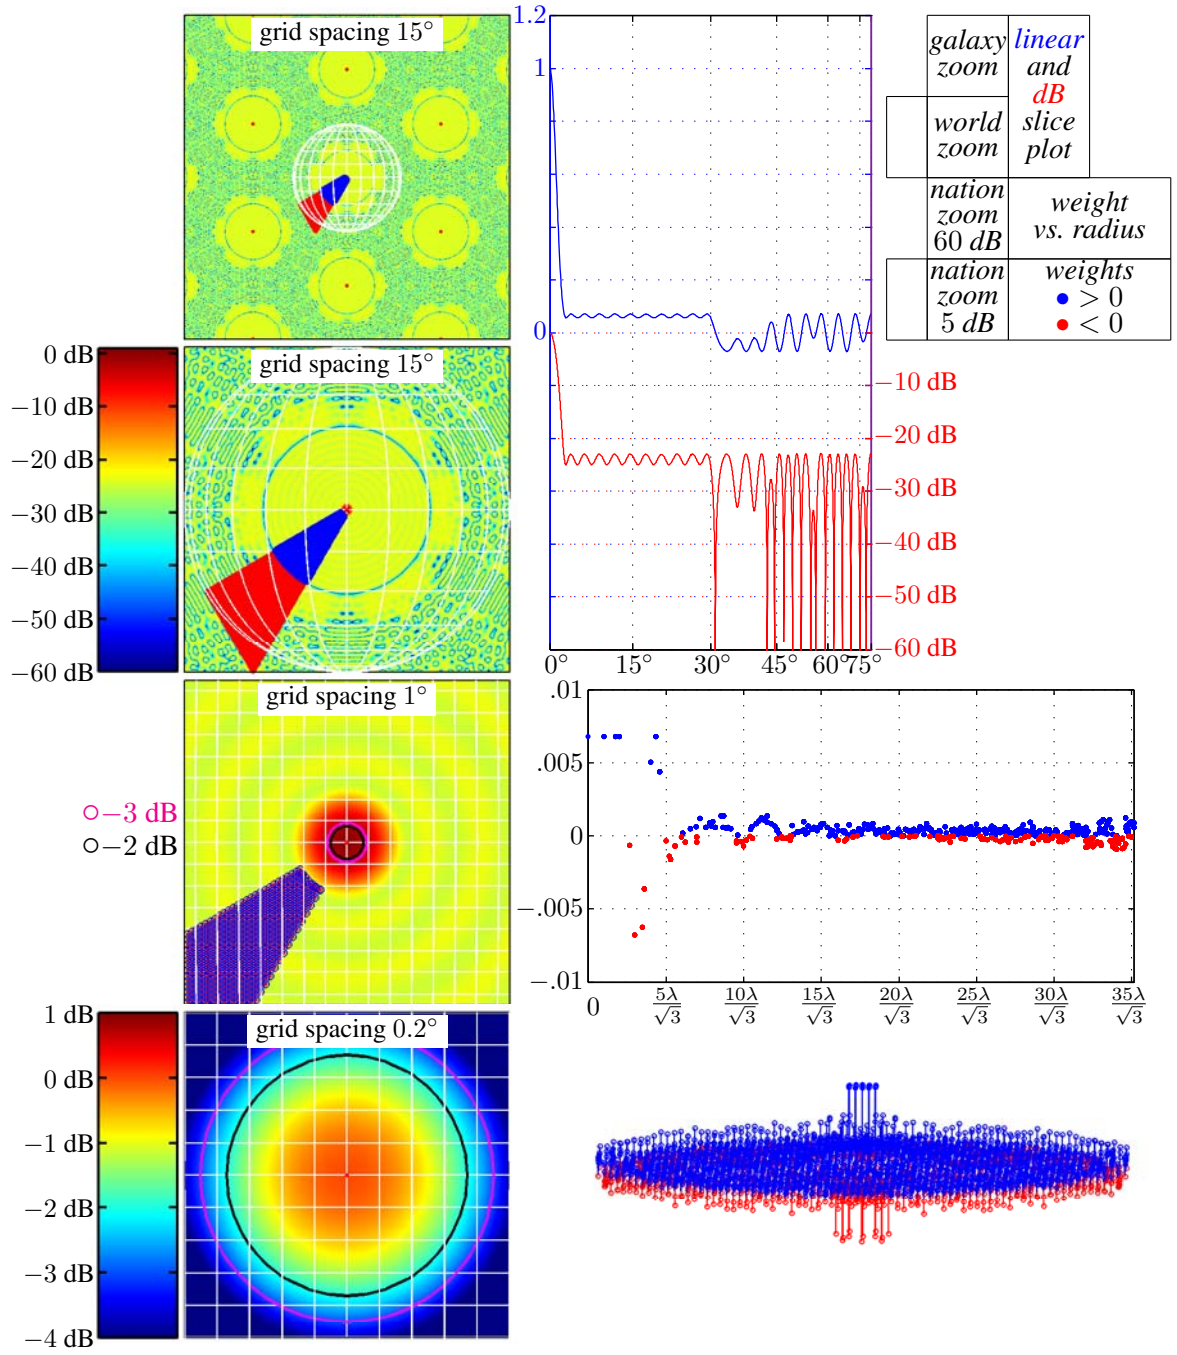 grid spacing 15°
1.2
1
0
−10 dB
−20 dB
−30 dB
−40 dB
−50 dB
−60 dB
0° 15° 30° 45° 60° 75°
galaxy zoom
linear and dB slice plot
world zoom
nation zoom 60 dB
weight vs. radius
nation zoom 5 dB
weights
> 0
< 0
grid spacing 15°
0 dB
−10 dB
−20 dB
−30 dB
−40 dB
−50 dB
−60 dB
grid spacing 1°
−3 dB
−2 dB
.01
.005
0
−.005
−.01
0 5λ/√3 10λ/√3 15λ/√3 20λ/√3 25λ/√3 30λ/√3 35λ/√3
grid spacing 0.2°
1 dB
0 dB
−1 dB
−2 dB
−3 dB
−4 dB